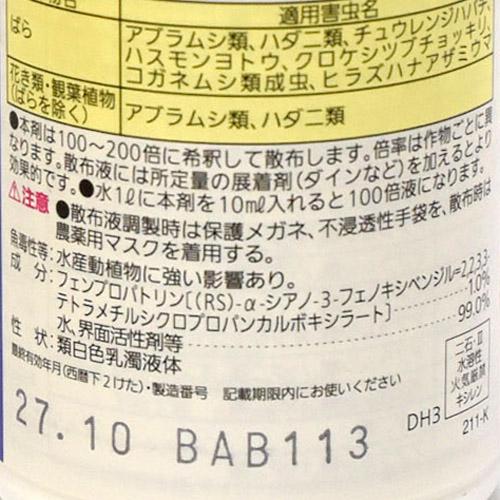 適用害虫名
ばら
アブラムシ類、ハダニ類、チュウレンジハバチ、
ハスモンヨトウ、クロケシツブチョッキリ、
コガネムシ類成虫、ヒラズハナアザミウマ
花き類・観葉植物
(ばらを除く)
アブラムシ類、ハダニ類
●本剤は100〜200倍に希釈して散布します。倍率は作物ごとに異
なります。散布液には所定量の展着剤(ダインなど)を加えるとより
効果的です。●水1ℓに本剤を10mℓ入れると100倍液になります。
⚠注意 ●散布液調製時は保護メガネ、不浸透性手袋を、散布時は
農薬用マスクを着用する。
魚毒性等:水産動植物に強い影響あり。
成 分:フェンプロパトリン[(RS)-α-シアノ-3-フェノキシベンジル=2,2,3,3-
テトラメチルシクロプロパンカルボキシラート] 1.0%
水、界面活性剤等 99.0%
性 状:類白色乳濁液体
最終有効年月(西暦下2けた)・製造番号 記載期限内にお使いください
27.10 BAB113
DH3
二石・Ⅱ
水溶性
火気厳禁
キシレン
211-K